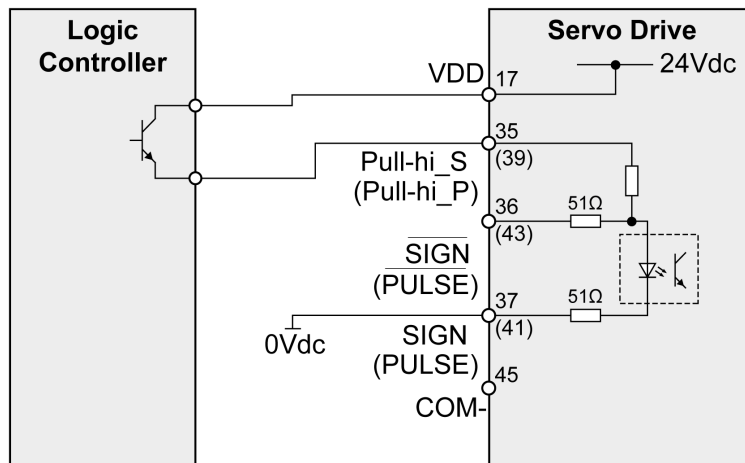 Logic
Controller
Servo Drive
24Vdc
VDD
17
35
(39)
Pull-hi_S
(Pull-hi_P)
36
(43)
51Ω
SIGN
(PULSE)
37
(41)
51Ω
0Vdc
SIGN
(PULSE)
45
COM-